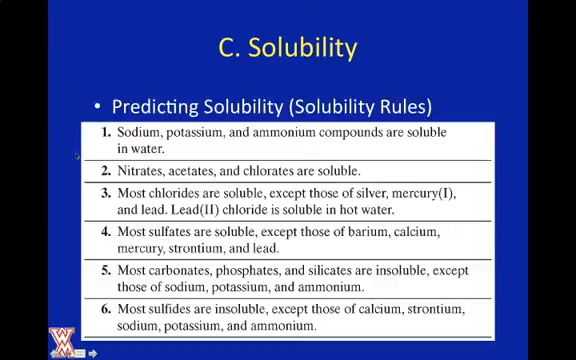 C. Solubility
• Predicting Solubility (Solubility Rules)
1. Sodium, potassium, and ammonium compounds are soluble
in water.
2. Nitrates, acetates, and chlorates are soluble.
3. Most chlorides are soluble, except those of silver, mercury(I),
and lead. Lead(II) chloride is soluble in hot water.
4. Most sulfates are soluble, except those of barium, calcium,
mercury, strontium, and lead.
5. Most carbonates, phosphates, and silicates are insoluble, except
those of sodium, potassium, and ammonium.
6. Most sulfides are insoluble, except those of calcium, strontium,
sodium, potassium, and ammonium.